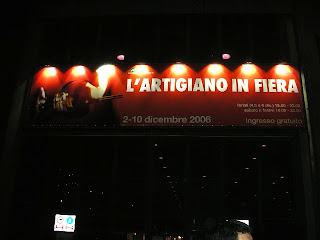 L'ARTIGIANO IN FIERA
2-10 dicembre 2006
ingresso gratuito